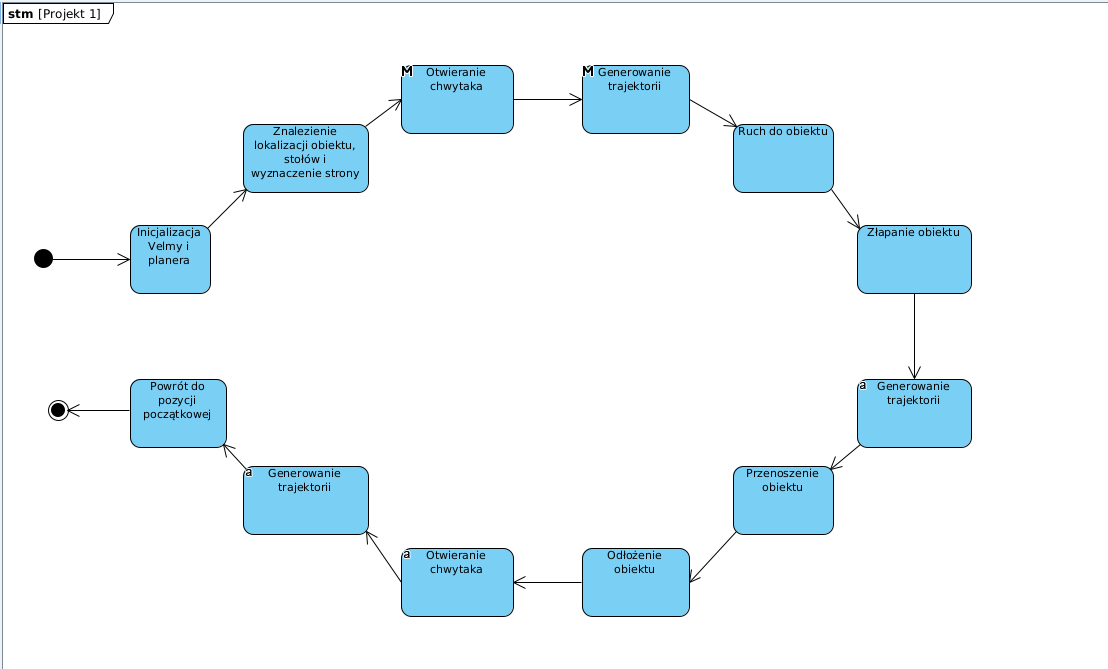 stm [Projekt 1]
M Otwieranie
chwytaka
M Generowanie
trajektorii
Znalezienie
lokalizacji obiektu,
stołów i
wyznaczenie strony
Ruch do obiektu
Inicjalizacja
Velmy i
planera
Złapanie obiektu
Powrót do
pozycji
początkowej
a Generowanie
trajektorii
a Generowanie
trajektorii
Przenoszenie
obiektu
a Otwieranie
chwytaka
Odłożenie
obiektu